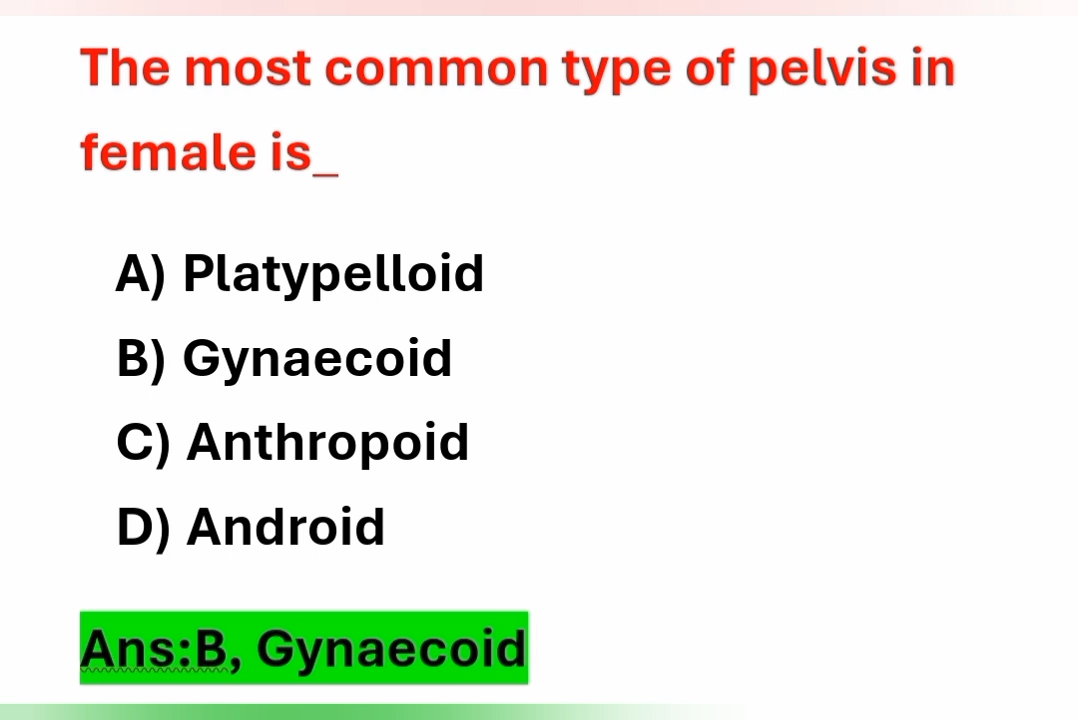 The most common type of pelvis in
female is_
A) Platypelloid
B) Gynaecoid
C) Anthropoid
D) Android
Ans:B, Gynaecoid